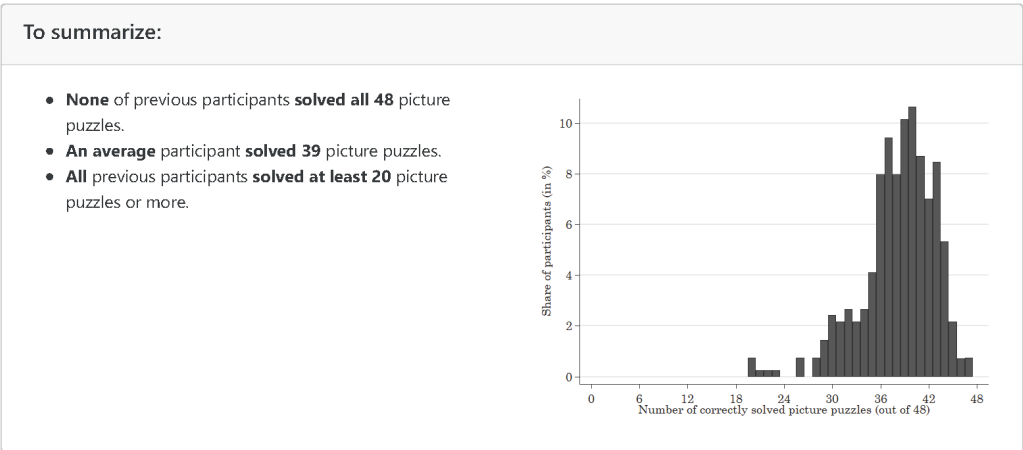 To summarize:
• None of previous participants solved all 48 picture
puzzles.
• An average participant solved 39 picture puzzles.
• All previous participants solved at least 20 picture
puzzles or more.
Share of participants (in %)
10
8
6
4
2
0
0 6 12 18 24 30 36 42 48
Number of correctly solved picture puzzles (out of 48)